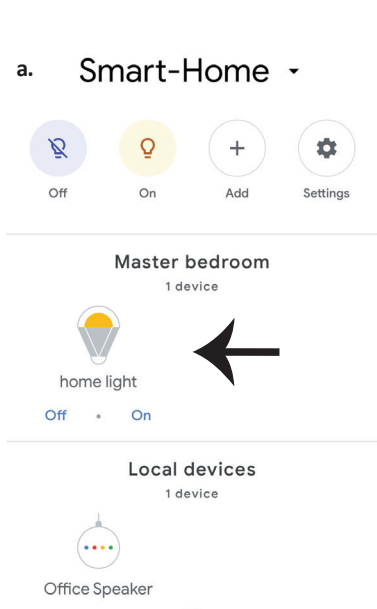 a.
Smart-Home
Off On Add Settings
Master bedroom
1 device
home light
Off • On
Local devices
1 device
Office Speaker